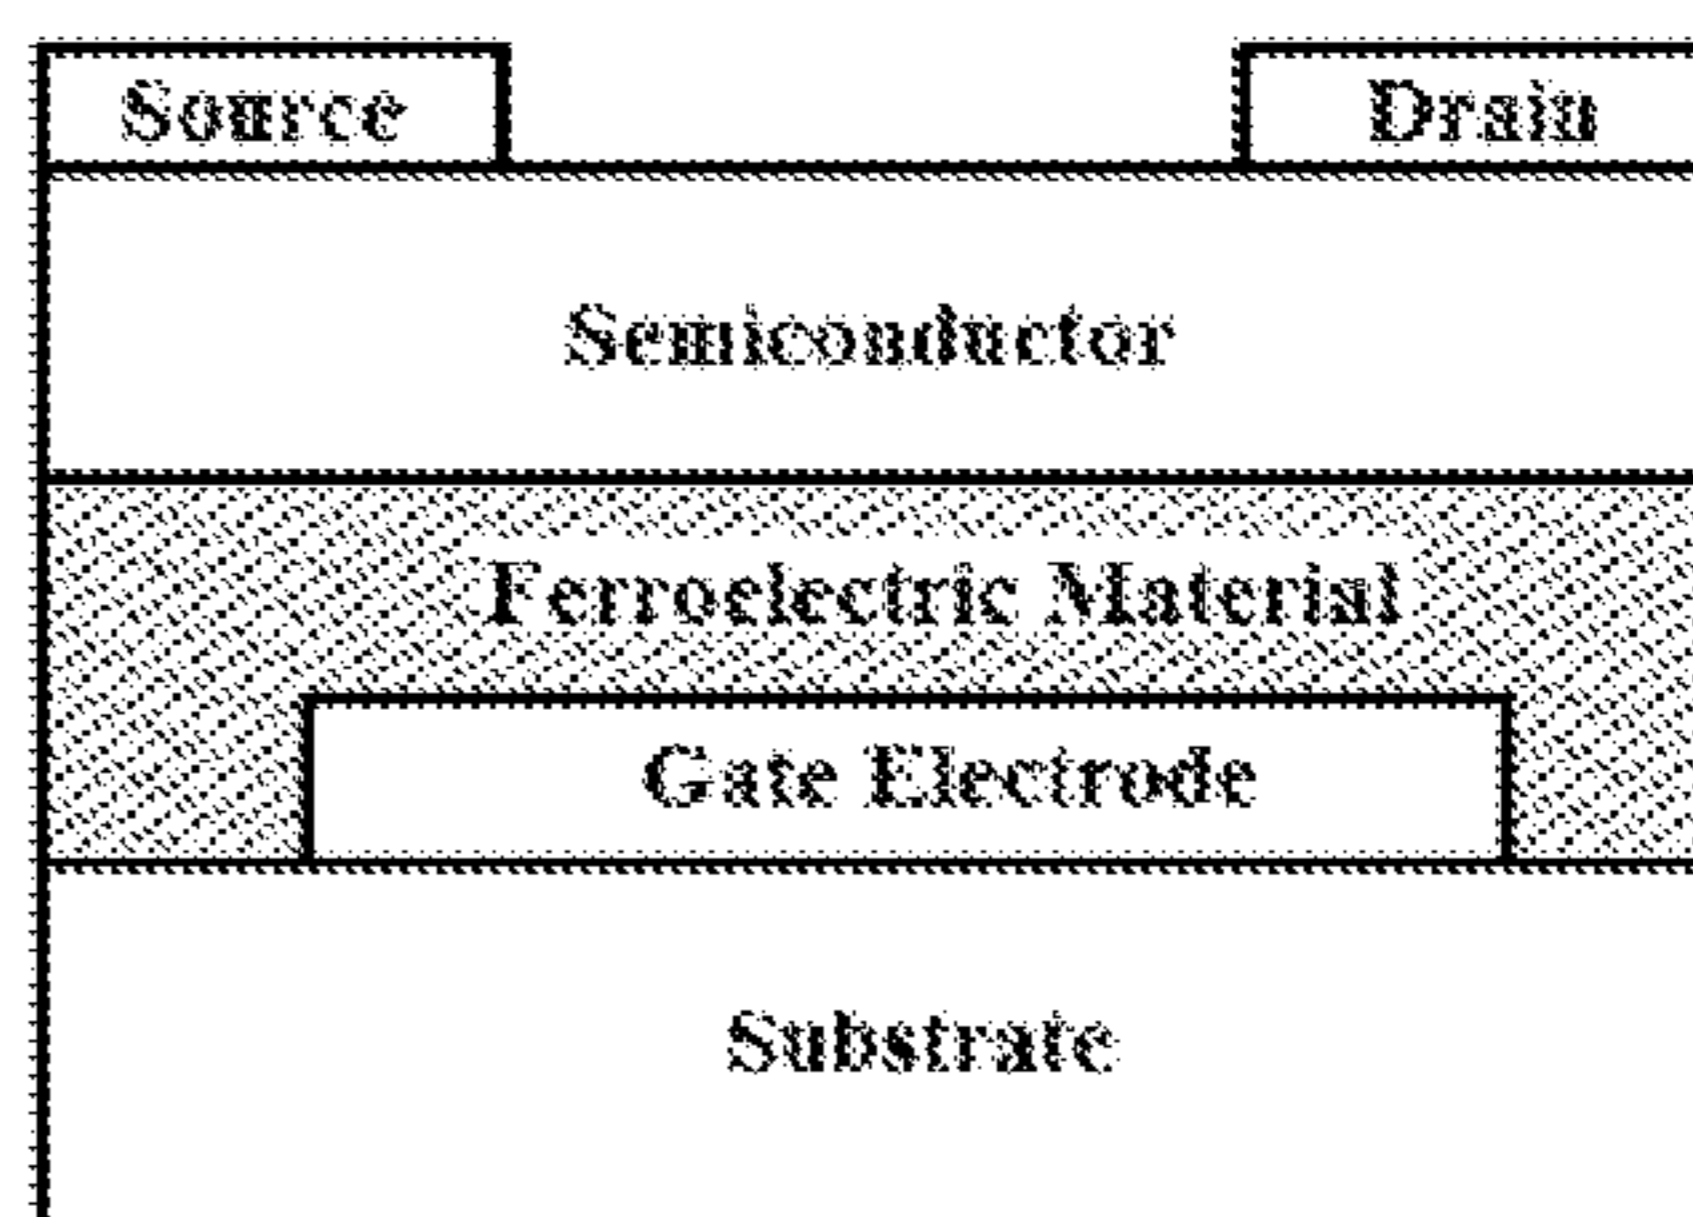 Source Drain
Semiconductor
Ferroelectric Material
Gate Electrode
Substrate